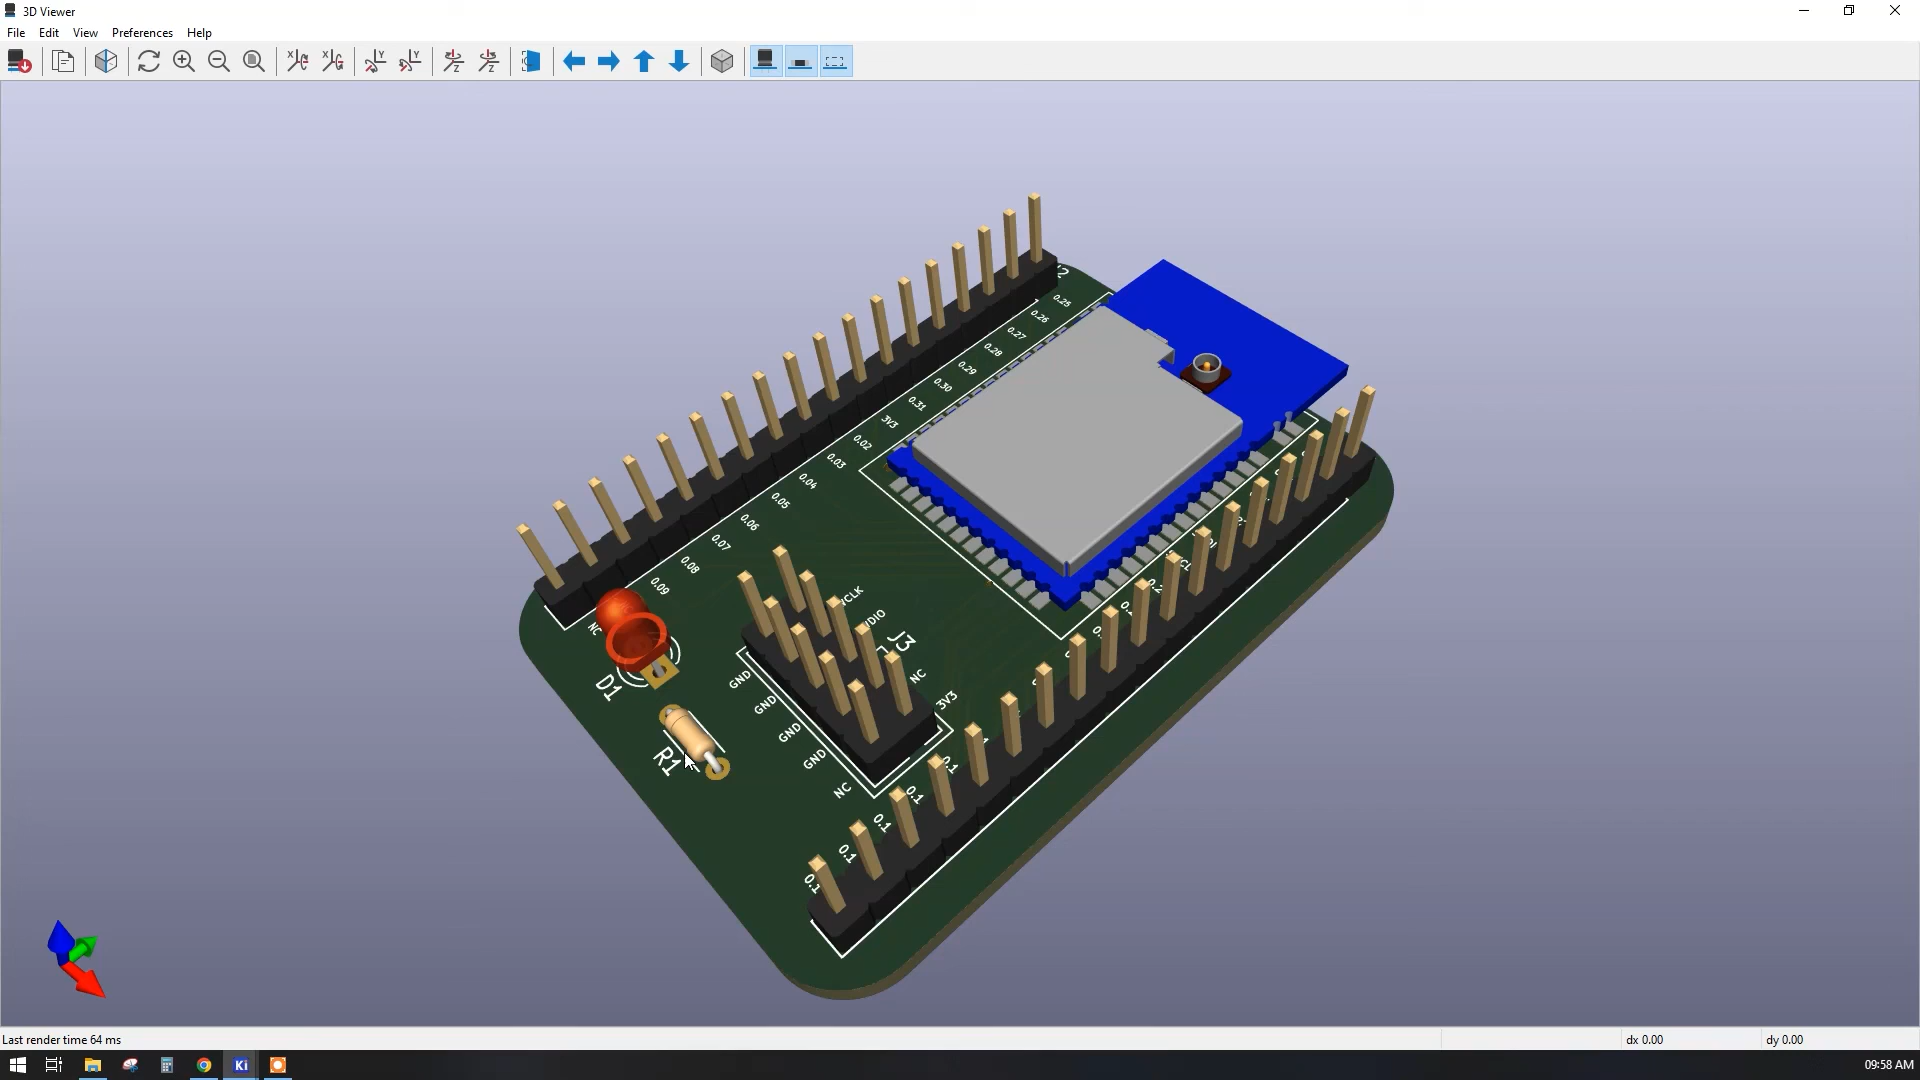 3D Viewer
File Edit View Preferences Help
0.25
0.26
0.27
0.28
0.29
0.30
0.31
3V3
0.02
0.03
0.04
0.05
0.06
0.07
0.08
0.09
NC
D1
R1
J3
NC
3V3
GND
GND
GND
GND
NC
0.1
0.1
0.1
0.1
0.1
Last render time 64 ms
dx 0.00
dy 0.00
Ki
09:58 AM